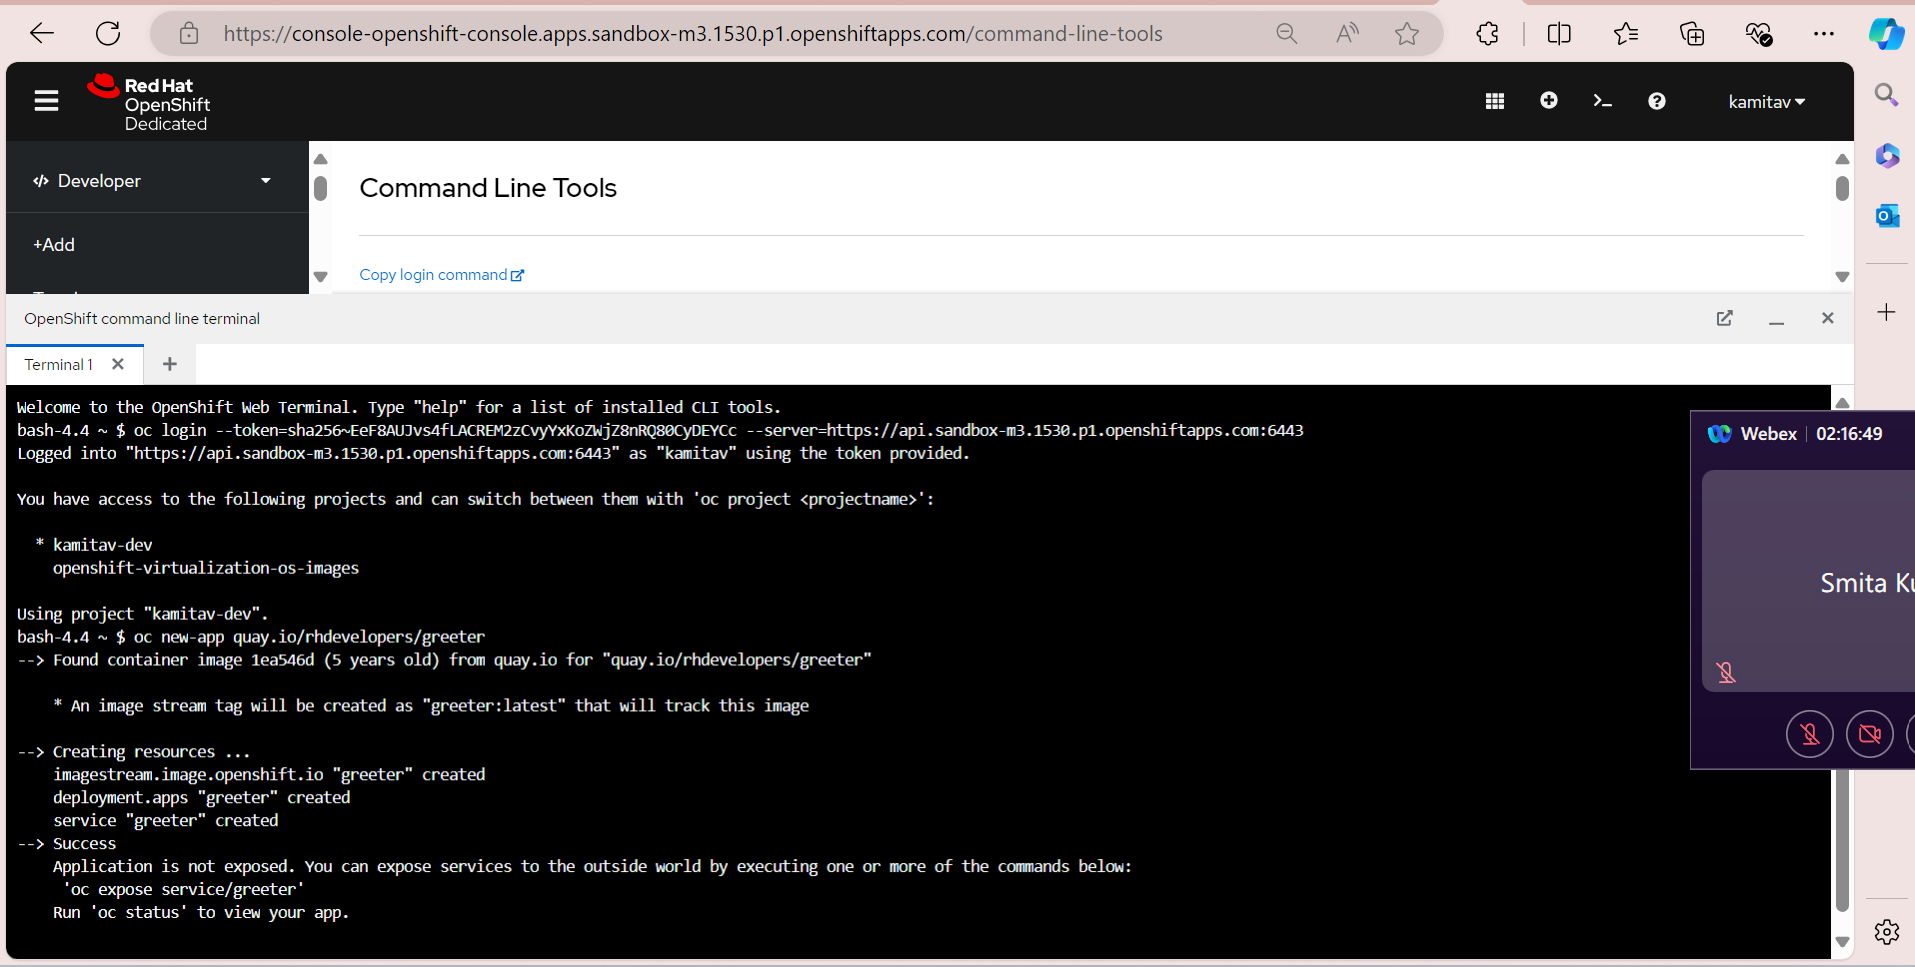 https://console-openshift-console.apps.sandbox-m3.1530.p1.openshiftapps.com/command-line-tools
Red Hat
OpenShift
Dedicated
kamitav
Developer
+Add
Command Line Tools
Copy login command
OpenShift command line terminal
Terminal 1
Welcome to the OpenShift Web Terminal. Type "help" for a list of installed CLI tools.
bash-4.4 ~ $ oc login --token=sha256~EeF8AUJvs4fLACREM2zCvyYxKoZWjZ8nRQ80CyDEYCc --server=https://api.sandbox-m3.1530.p1.openshiftapps.com:6443
Logged into "https://api.sandbox-m3.1530.p1.openshiftapps.com:6443" as "kamitav" using the token provided.
You have access to the following projects and can switch between them with 'oc project <projectname>':
* kamitav-dev
openshift-virtualization-os-images
Using project "kamitav-dev".
bash-4.4 ~ $ oc new-app quay.io/rhdevelopers/greeter
--> Found container image 1ea546d (5 years old) from quay.io for "quay.io/rhdevelopers/greeter"
* An image stream tag will be created as "greeter:latest" that will track this image
--> Creating resources ...
imagestream.image.openshift.io "greeter" created
deployment.apps "greeter" created
service "greeter" created
--> Success
Application is not exposed. You can expose services to the outside world by executing one or more of the commands below:
'oc expose service/greeter'
Run 'oc status' to view your app.
Webex | 02:16:49
Smita Ku